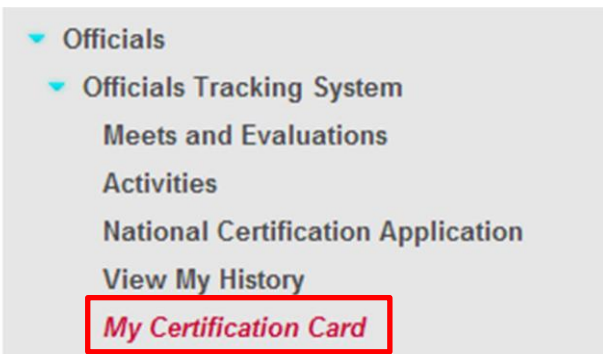 Officials
Officials Tracking System
Meets and Evaluations
Activities
National Certification Application
View My History
My Certification Card